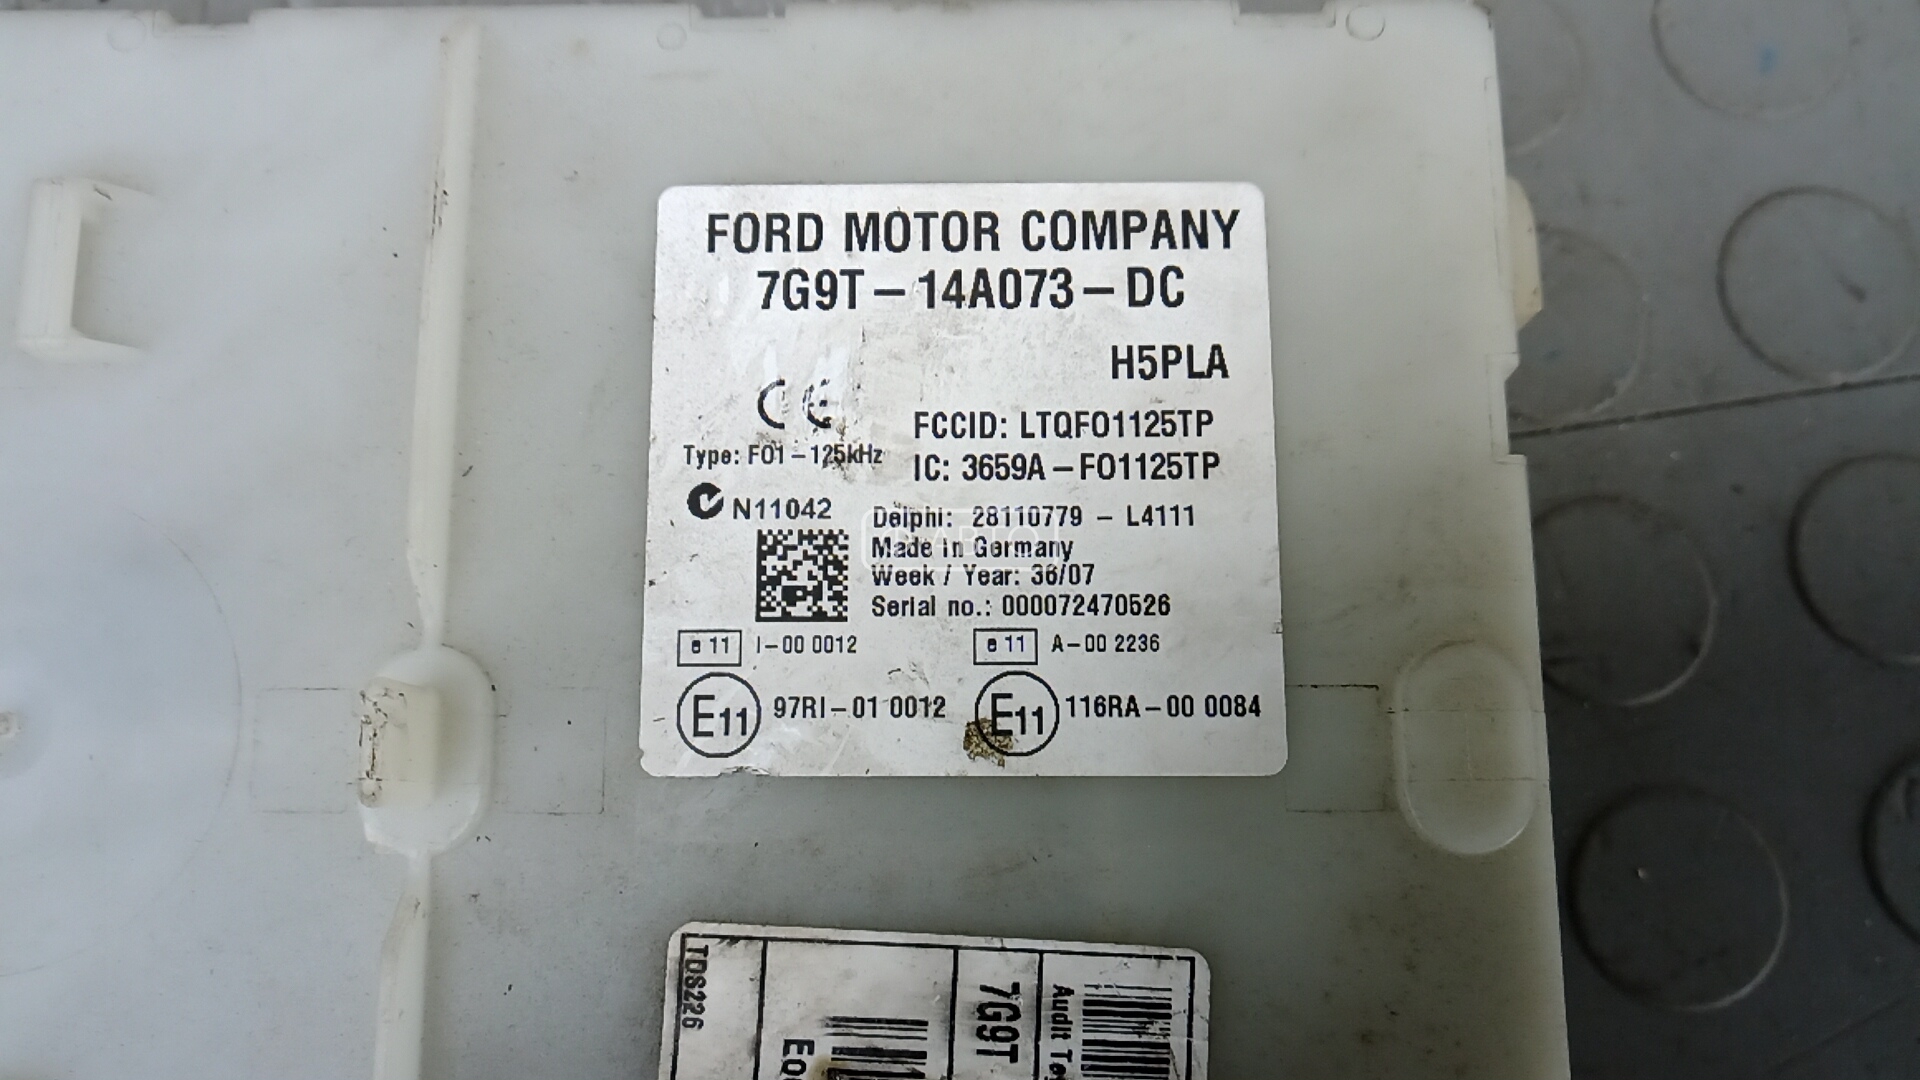 FORD MOTOR COMPANY
7G9T-14A073-DC
H5PLA
CE
FCCID: LTQFO1125TP
Type: FO1-125kHz
IC: 3659A-FO1125TP
N11042
Delphi: 28110779 - L4111
Made in Germany
Week / Year: 36/07
Serial no.: 000072470526
e 11 I-00 0012
e 11 A-00 2236
E11 97RI-01 0012
E11 116RA-00 0084
TDS226
7G9T
Audit